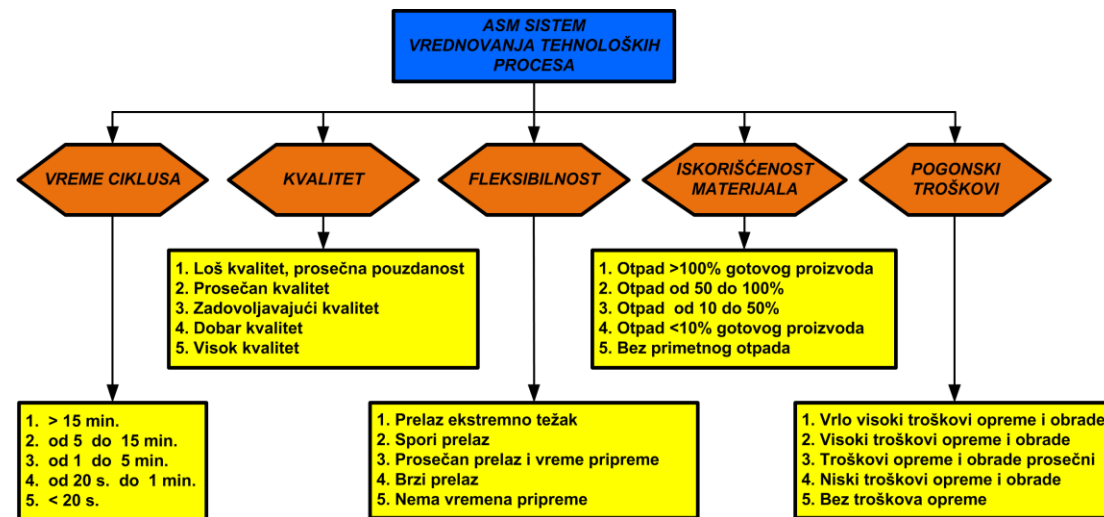 ASM SISTEM
VREDNOVANJA TEHNOLOŠKIH
PROCESA
VREME CIKLUSA
KVALITET
FLEKSIBILNOST
ISKORIŠĆENOST
MATERIJALA
POGONSKI
TROŠKOVI
1. Loš kvalitet, prosečna pouzdanost
2. Prosečan kvalitet
3. Zadovoljavajući kvalitet
4. Dobar kvalitet
5. Visok kvalitet
1. Otpad >100% gotovog proizvoda
2. Otpad od 50 do 100%
3. Otpad od 10 do 50%
4. Otpad <10% gotovog proizvoda
5. Bez primetnog otpada
1. > 15 min.
2. od 5 do 15 min.
3. od 1 do 5 min.
4. od 20 s. do 1 min.
5. < 20 s.
1. Prelaz ekstremno težak
2. Spori prelaz
3. Prosečan prelaz i vreme pripreme
4. Brzi prelaz
5. Nema vremena pripreme
1. Vrlo visoki troškovi opreme i obrade
2. Visoki troškovi opreme i obrade
3. Troškovi opreme i obrade prosečni
4. Niski troškovi opreme i obrade
5. Bez troškova opreme